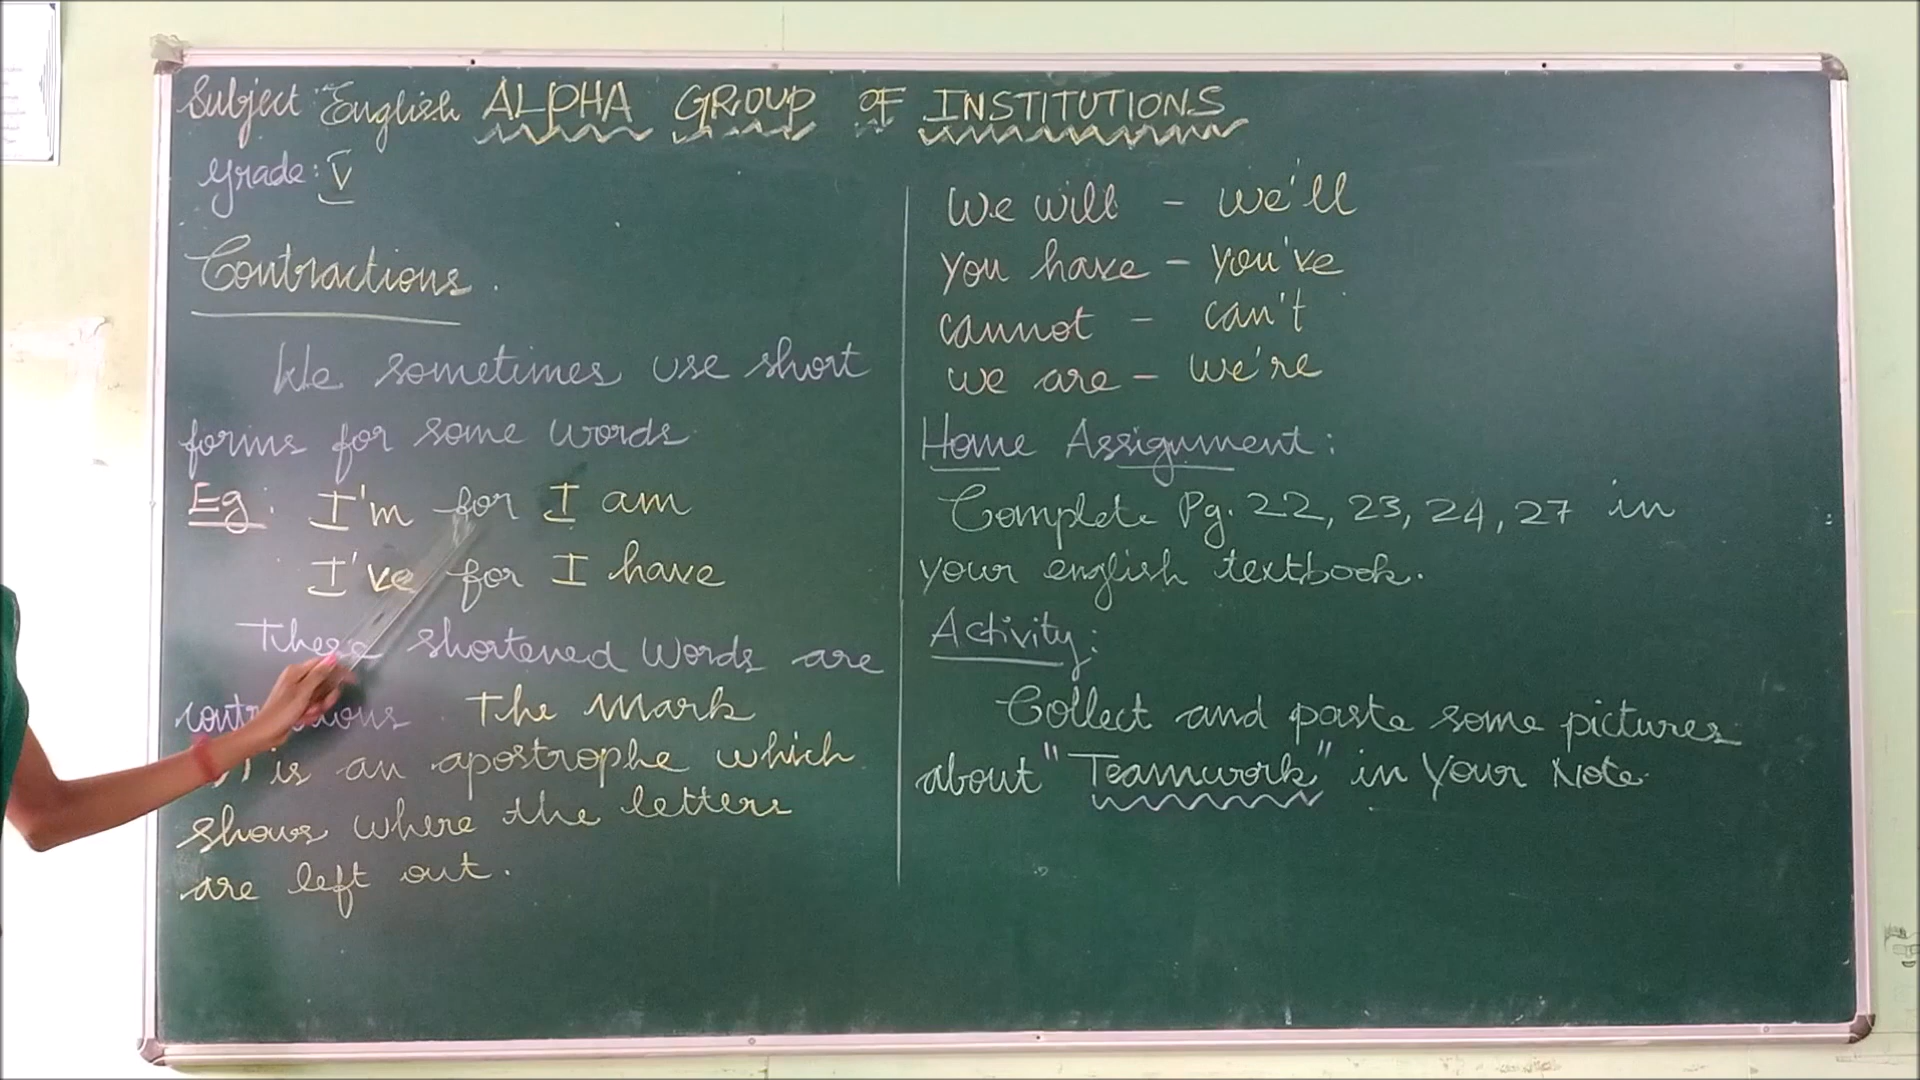 Subject: English ALPHA GROUP OF INSTITUTIONS
Grade: V
Contractions.
We sometimes use short
forms for some words
Eg: I'm for I am
I've for I have
These shortened words are
contractions. The mark
is an apostrophe which
shows where the letters
are left out.
We will - we'll
you have - you've
cannot - can't
we are - we're
Home Assignment:
Complete Pg. 22, 23, 24, 27 in
your english textbook.
Activity:
Collect and paste some pictures
about "Teamwork" in your Note.